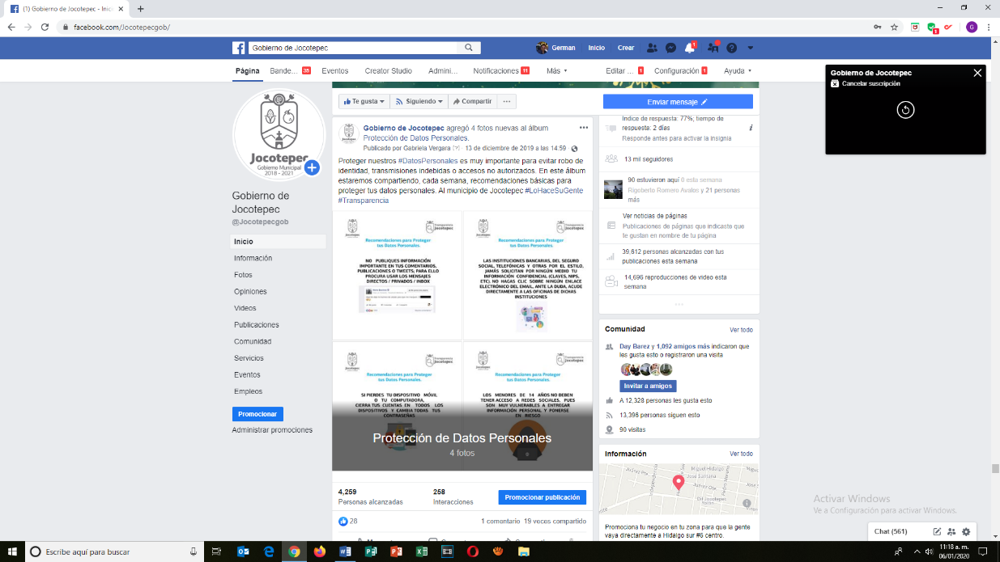 (1) Gobierno de Jocotepec - Inic
facebook.com/Jocotepecgob/
Gobierno de Jocotepec
German
Inicio
Crear
1
Página
Bande... 35
Eventos
Creator Studio
Admini...
Notificaciones 11
Más
Editar ... 1
Configuración 1
Ayuda
Gobierno de Jocotepec
Cancelar suscripción
Jocotepec
Gobierno Municipal
2018 - 2021
Gobierno de
Jocotepec
@Jocotepecgob
Inicio
Información
Fotos
Opiniones
Videos
Publicaciones
Comunidad
Servicios
Eventos
Empleos
Promocionar
Administrar promociones
Te gusta
Siguiendo
Compartir
Enviar mensaje
Gobierno de Jocotepec agregó 4 fotos nuevas al álbum
Protección de Datos Personales.
Publicado por Gabriela Vergara [?] · 13 de diciembre de 2019 a las 14:59
Proteger nuestros #DatosPersonales es muy importante para evitar robo de
identidad, transmisiones indebidas o accesos no autorizados. En este álbum
estaremos compartiendo, cada semana, recomendaciones básicas para
proteger tus datos personales. Al municipio de Jocotepec #LoHaceSuGente
#Transparencia
Transparencia
Jocotepec
Recomendaciones para Proteger
tus Datos Personales.
NO PUBLIQUES INFORMACIÓN
IMPORTANTE EN TUS COMENTARIOS,
PUBLICACIONES O TWEETS; PARA ELLO
PROCURA USAR LOS MENSAJES
DIRECTOS / PRIVADOS / INBOX
Transparencia
Jocotepec
Recomendaciones para Proteger
tus Datos Personales.
LAS INSTITUCIONES BANCARIAS, DEL SEGURO
SOCIAL, TELEFÓNICAS Y OTRAS POR EL ESTILO,
JAMÁS SOLICITAN POR NINGÚN MEDIO TU
INFORMACIÓN CONFIDENCIAL (CLAVES, NIPS,
ETC). NO HAGAS CLIC SOBRE NINGÚN ENLACE
ELECTRÓNICO DEL EMAIL, ANTE LA DUDA, ACUDE
DIRECTAMENTE A LAS OFICINAS DE DICHAS
INSTITUCIONES
Transparencia
Jocotepec
Recomendaciones para Proteger
tus Datos Personales.
SI PIERDES TU DISPOSITIVO MÓVIL
O TU COMPUTADORA,
CIERRA TUS CUENTAS EN TODOS LOS
DISPOSITIVOS Y CAMBIA TODAS TUS
CONTRASEÑAS
Transparencia
Jocotepec
Recomendaciones para Proteger
tus Datos Personales.
LOS MENORES DE 14 AÑOS NO DEBEN
TENER ACCESO A REDES SOCIALES, PUES
SON MUY VULNERABLES A ENTREGAR
INFORMACIÓN PERSONAL Y PONERSE
EN RIESGO
Protección de Datos Personales
4 fotos
4,259
Personas alcanzadas
258
Interacciones
Promocionar publicación
28
1 comentario 19 veces compartido
Índice de respuesta: 77%; tiempo de
respuesta: 2 días
Responde antes para activar la insignia
13 mil seguidores
90 estuvieron aquí 6 esta semana
Rigoberto Romero Avalos y 21 personas
más
Ver noticias de páginas
Publicaciones de páginas que indicaste que
te gustan en nombre de tu página
39,612 personas alcanzadas con tus
publicaciones esta semana
14,696 reproducciones de video esta
semana
Comunidad
Ver todo
Day Barez y 1,092 amigos más indicaron que
les gusta esto o registraron una visita
Invitar a amigos
A 12,328 personas les gusta esto
13,396 personas siguen esto
90 visitas
Información
Ver todo
Miguel Hidalgo
José Santana
Juárez Ote.
Juárez Pte.
Promociona tu negocio en tu zona para que la gente
vaya directamente a Hidalgo sur #6 centro.
Activar Windows
Ve a Configuración para activar Windows.
Chat (561)
Escribe aquí para buscar
11:18 a. m.
06/01/2020